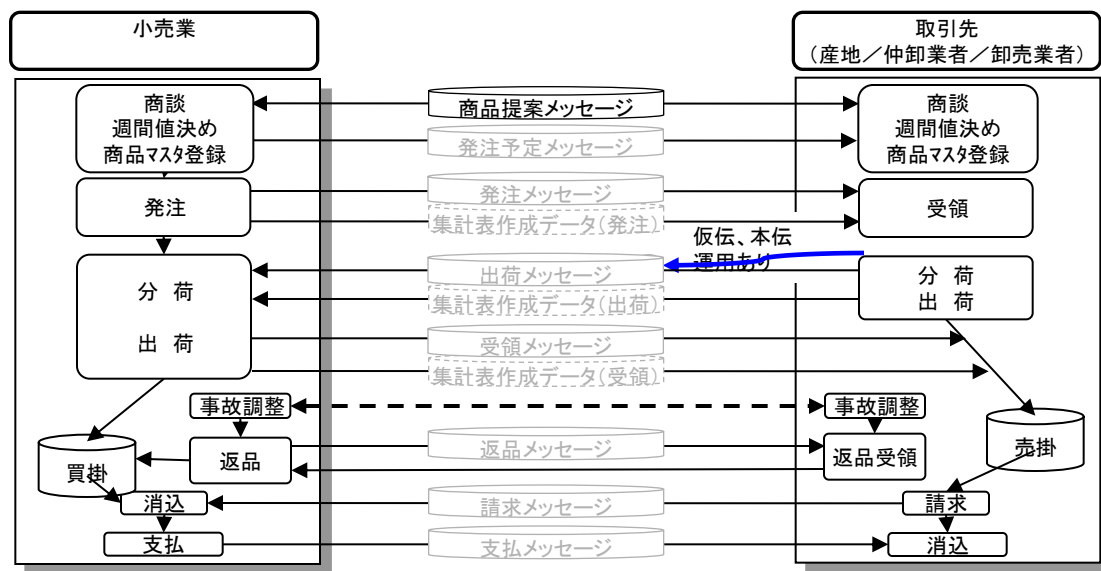 小売業
取引先
（産地／仲卸業者／卸売業者）
商談
週間値決め
商品マスタ登録
商品提案メッセージ
発注予定メッセージ
商談
週間値決め
商品マスタ登録
発注
発注メッセージ
集計表作成データ(発注)
受領
仮伝、本伝
運用あり
分 荷
出 荷
出荷メッセージ
集計表作成データ(出荷)
分 荷
出 荷
受領メッセージ
集計表作成データ(受領)
事故調整
事故調整
買掛
返品
返品メッセージ
返品受領
売掛
消込
請求メッセージ
請求
支払
支払メッセージ
消込